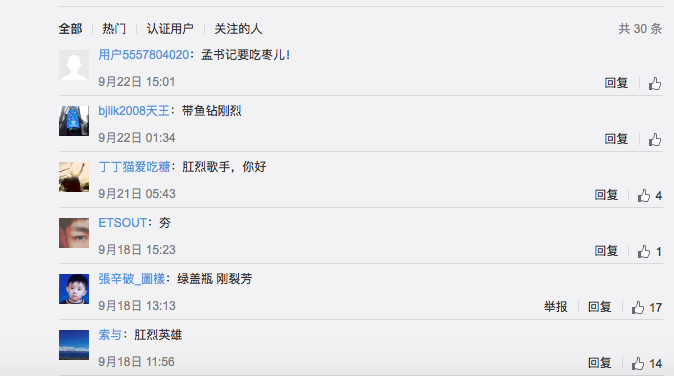 全部 热门 认证用户 关注的人 共 30 条
用户5557804020：孟书记要吃枣儿！
9月22日 15:01 回复
bjlik2008天王：带鱼钻刚烈
9月22日 01:34 回复
丁丁猫爱吃糖：肛烈歌手，你好
9月21日 05:43 回复 4
ETSOUT：夯
9月18日 15:23 回复 1
張辛破_圖樣：绿盖瓶 刚裂芳
9月18日 13:13 举报 回复 17
索与：肛烈英雄
9月18日 11:56 回复 14